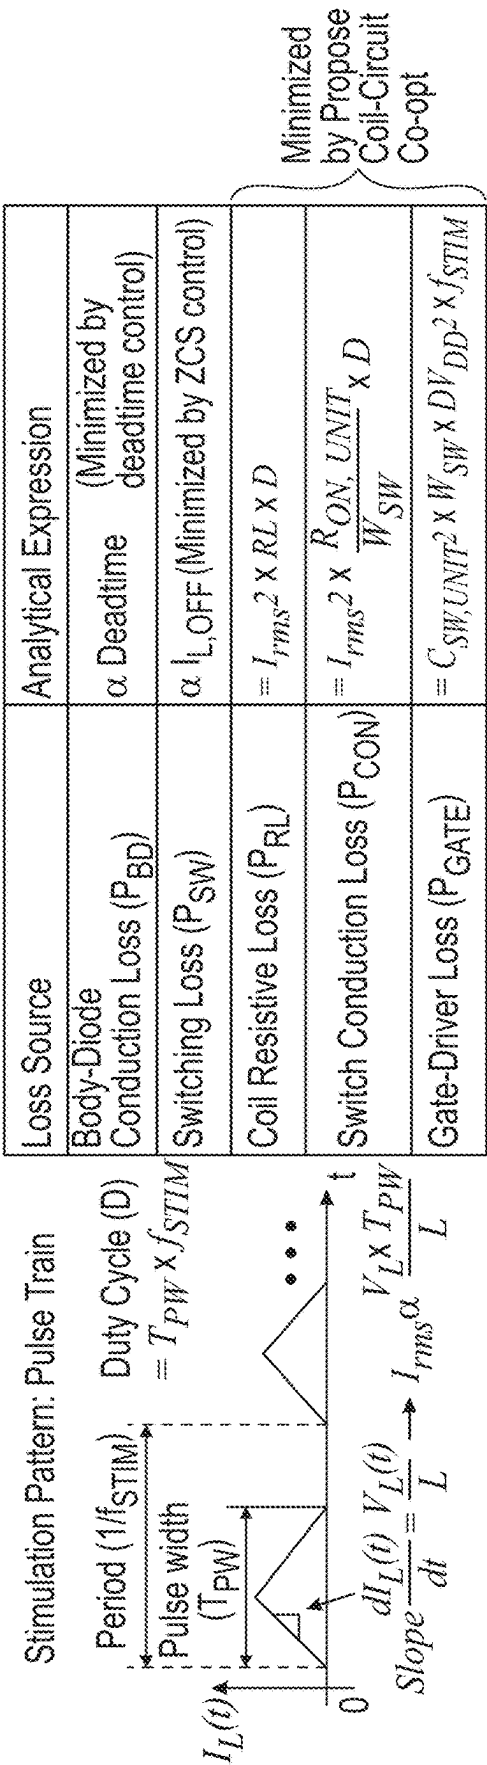 Stimulation Pattern: Pulse Train
Period (1/fSTIM)
Duty Cycle (D)
= TPW x fSTIM
Pulse width
(TPW)
IL(t)
0
t
Slope dIL(t)/dt = VL(t)/L
Irms α VL x TPW/L
Loss Source
Analytical Expression
Body-Diode
Conduction Loss (PBD)
α Deadtime
(Minimized by
deadtime control)
Switching Loss (PSW)
α IL,OFF (Minimized by ZCS control)
Coil Resistive Loss (PRL)
= Irms² x RL x D
Switch Conduction Loss (PCON)
= Irms² x RON, UNIT/WSW x D
Gate-Driver Loss (PGATE)
= CSW,UNIT² x WSW x DVDD² x fSTIM
Minimized
by Propose
Coil-Circuit
Co-opt